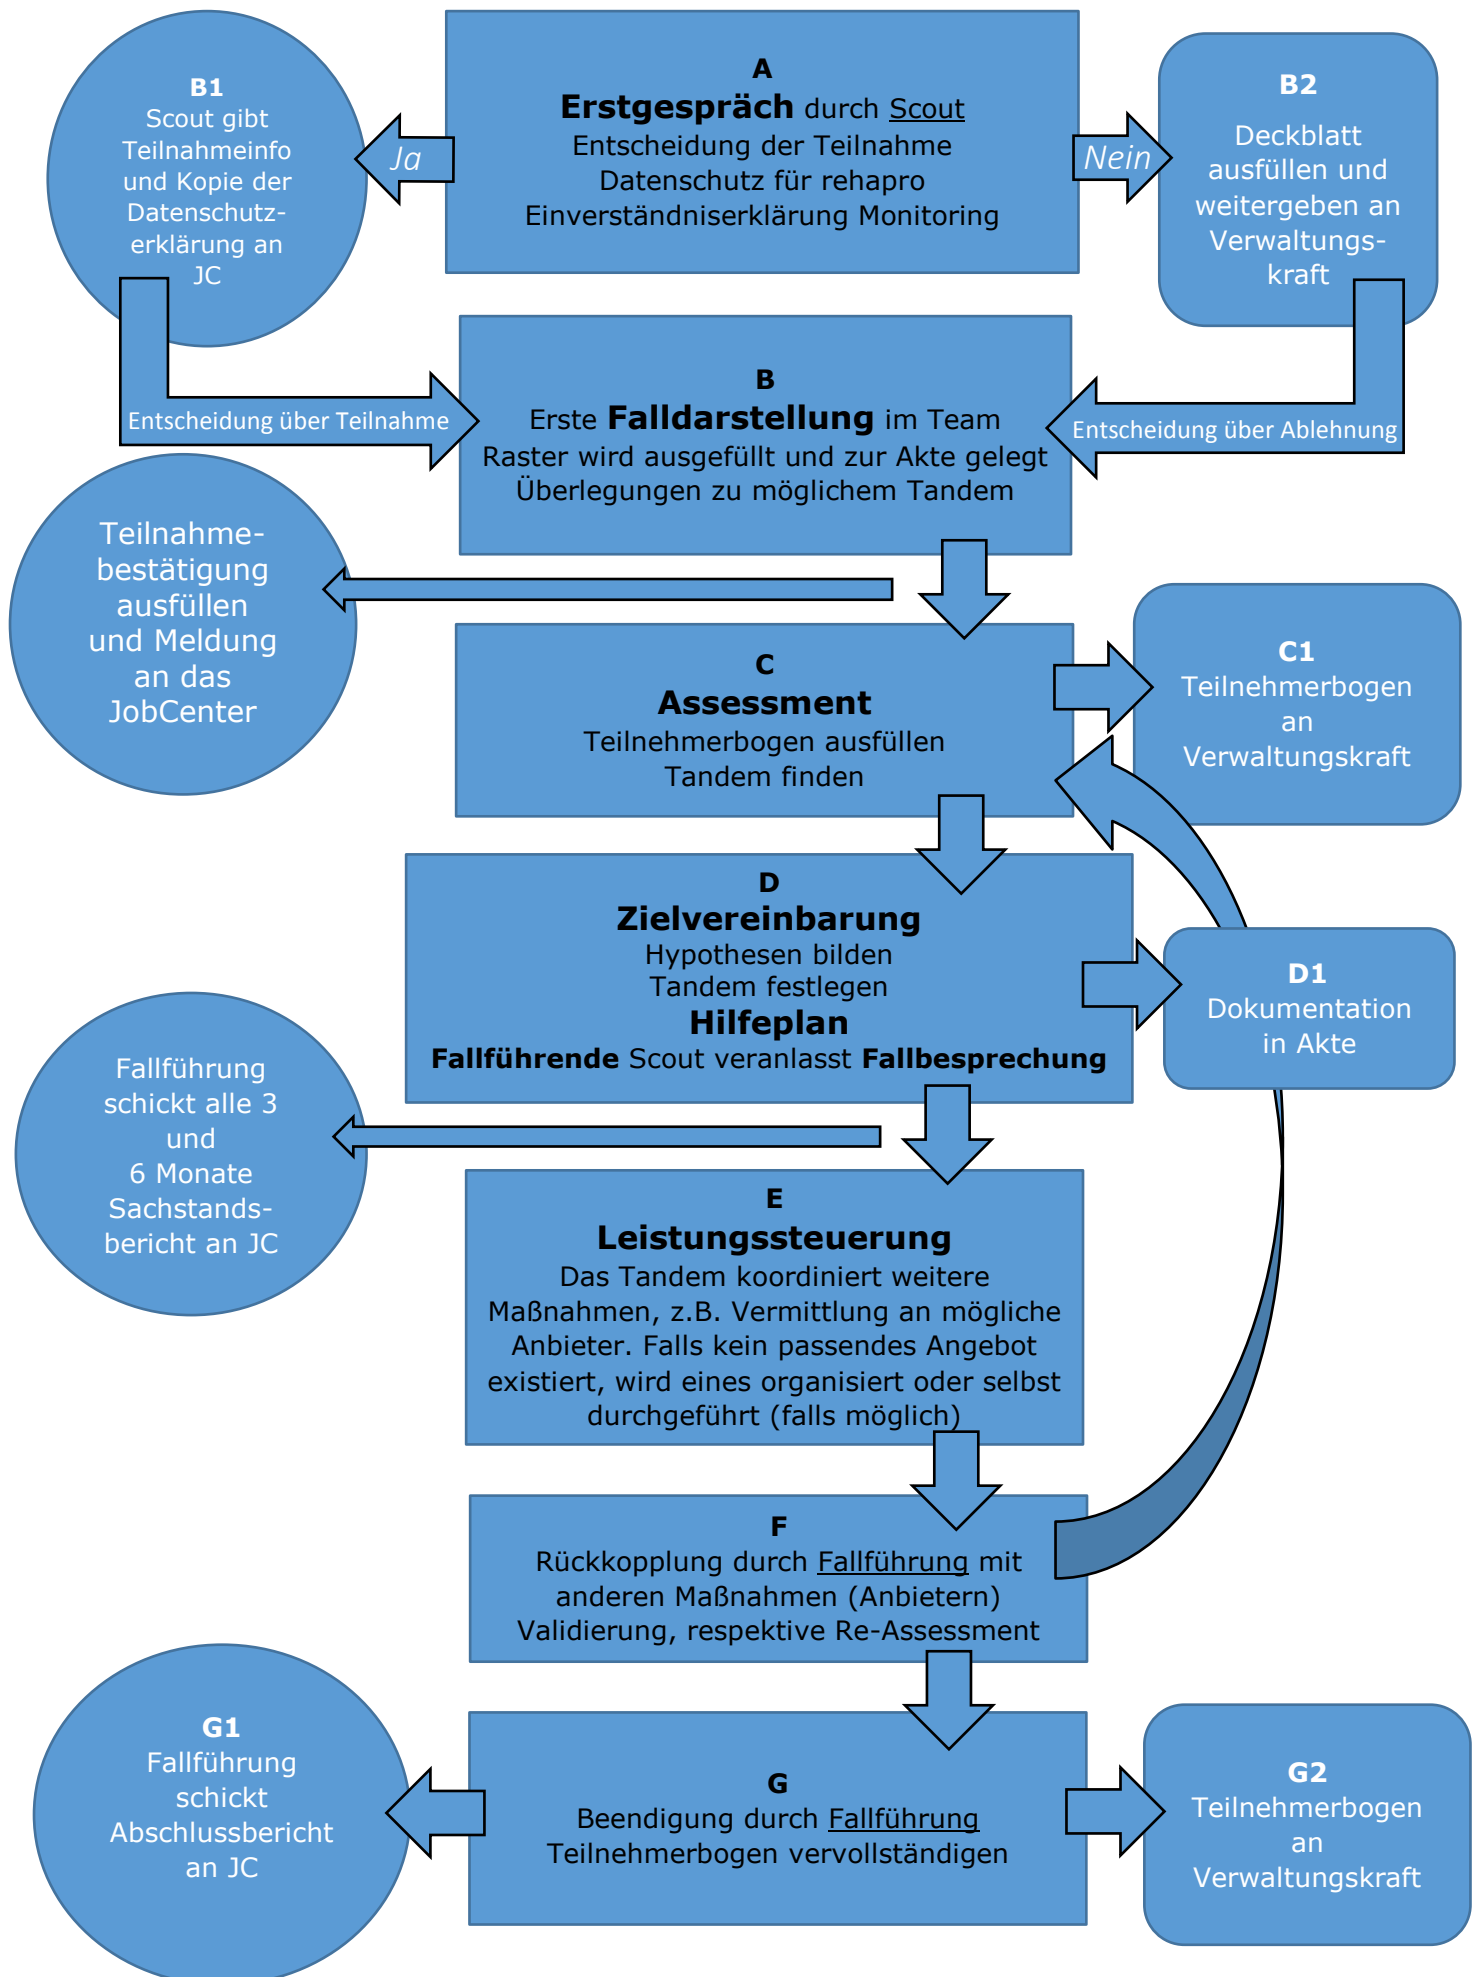 A
Erstgespräch durch Scout
Entscheidung der Teilnahme
Datenschutz für rehapro
Einverständniserklärung Monitoring
Ja
Nein
B1
Scout gibt
Teilnahmeinfo
und Kopie der
Datenschutz-
erklärung an
JC
B2
Deckblatt
ausfüllen und
weitergeben an
Verwaltungs-
kraft
Entscheidung über Teilnahme
Entscheidung über Ablehnung
B
Erste Falldarstellung im Team
Raster wird ausgefüllt und zur Akte gelegt
Überlegungen zu möglichem Tandem
Teilnahme-
bestätigung
ausfüllen
und Meldung
an das
JobCenter
C
Assessment
Teilnehmerbogen ausfüllen
Tandem finden
C1
Teilnehmerbogen
an
Verwaltungskraft
D
Zielvereinbarung
Hypothesen bilden
Tandem festlegen
Hilfeplan
Fallführende Scout veranlasst Fallbesprechung
D1
Dokumentation
in Akte
Fallführung
schickt alle 3
und
6 Monate
Sachstands-
bericht an JC
E
Leistungssteuerung
Das Tandem koordiniert weitere
Maßnahmen, z.B. Vermittlung an mögliche
Anbieter. Falls kein passendes Angebot
existiert, wird eines organisiert oder selbst
durchgeführt (falls möglich)
F
Rückkopplung durch Fallführung mit
anderen Maßnahmen (Anbietern)
Validierung, respektive Re-Assessment
G1
Fallführung
schickt
Abschlussbericht
an JC
G
Beendigung durch Fallführung
Teilnehmerbogen vervollständigen
G2
Teilnehmerbogen
an
Verwaltungskraft